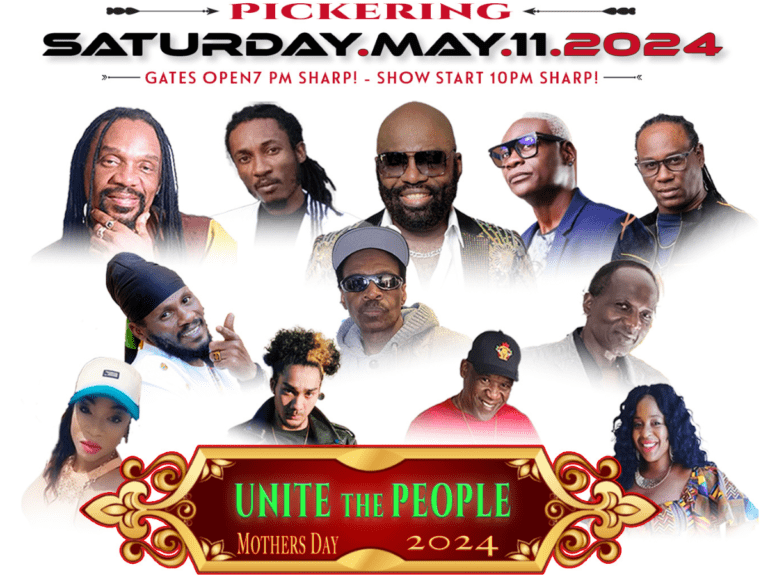 PICKERING
SATURDAY.MAY.11.2024
GATES OPEN7 PM SHARP! - SHOW START 10PM SHARP!
UNITE THE PEOPLE
MOTHERS DAY 2024